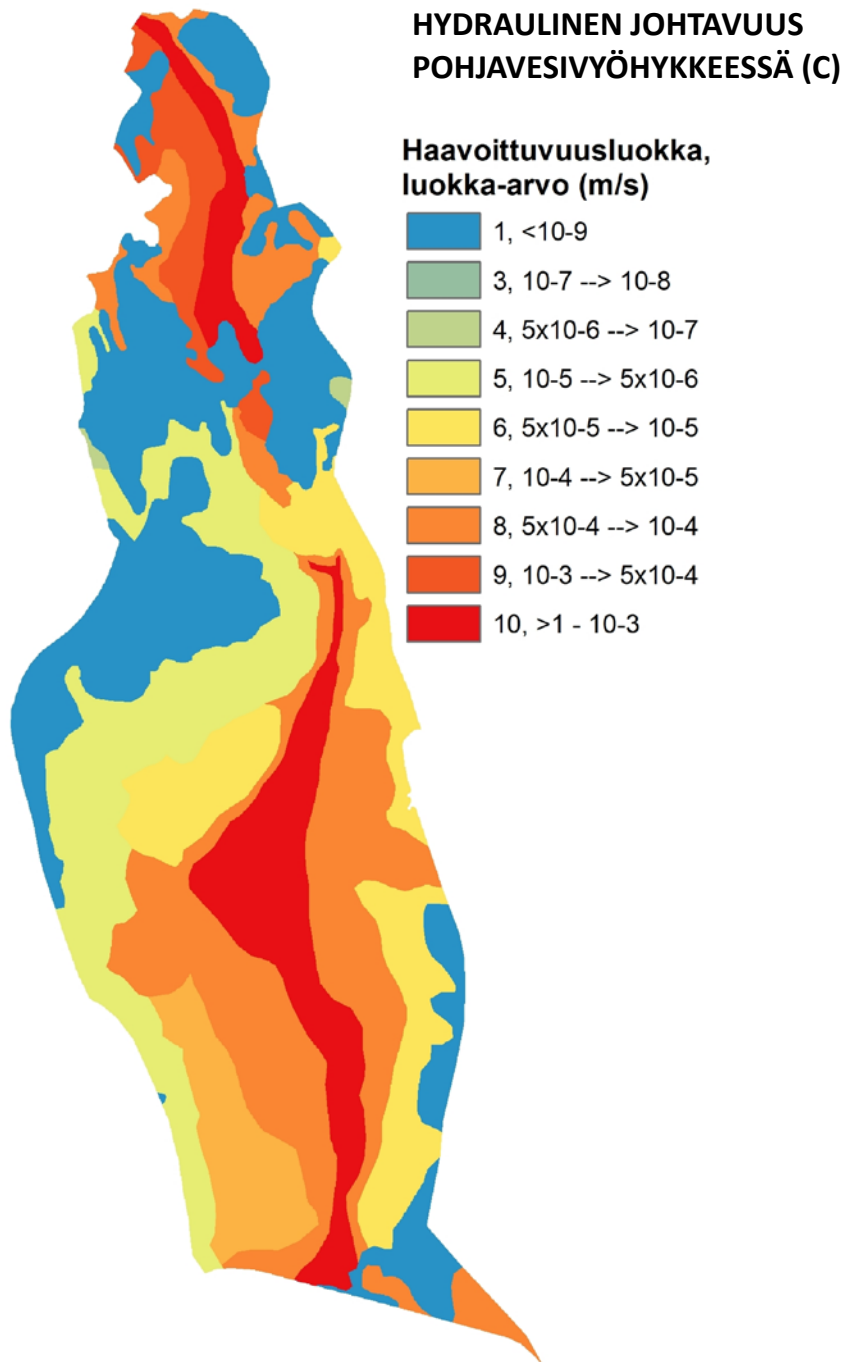 HYDRAULINEN JOHTAVUUS
POHJAVESIVYÖHYKKEESSÄ (C)
Haavoittuvuusluokka,
luokka-arvo (m/s)
1, <10-9
3, 10-7 --> 10-8
4, 5x10-6 --> 10-7
5, 10-5 --> 5x10-6
6, 5x10-5 --> 10-5
7, 10-4 --> 5x10-5
8, 5x10-4 --> 10-4
9, 10-3 --> 5x10-4
10, >1 - 10-3